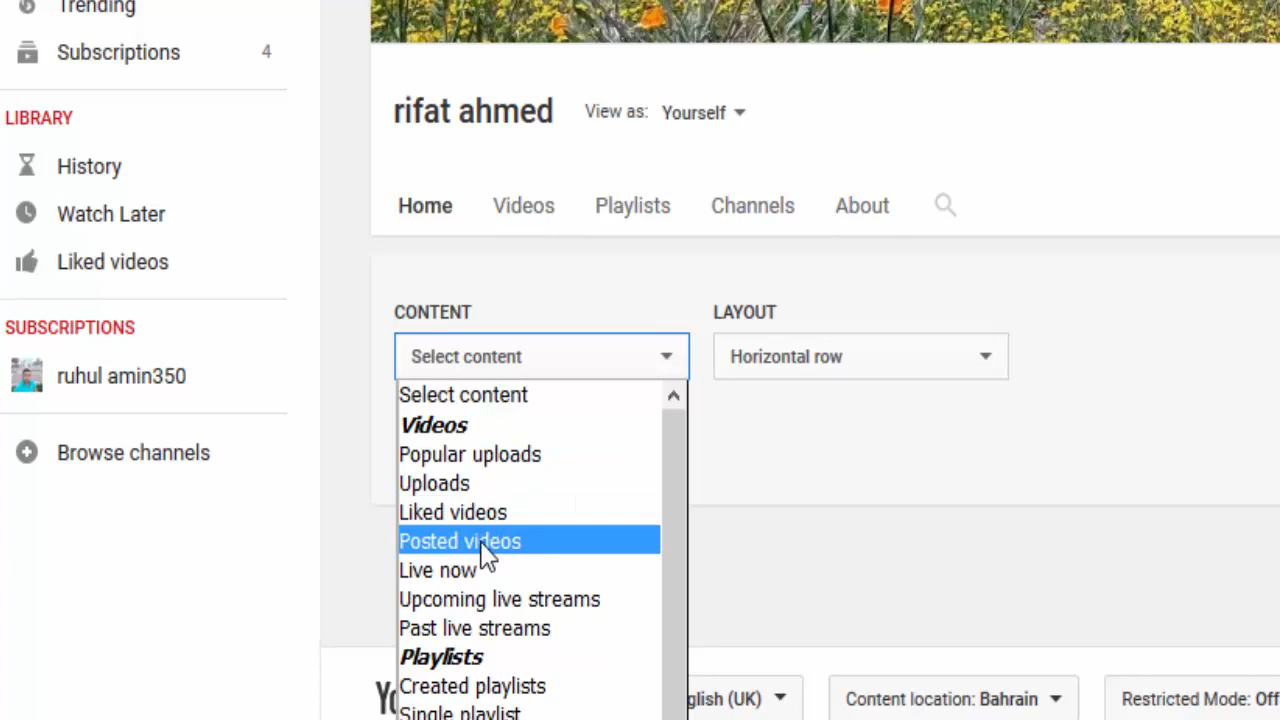 Trending
Subscriptions 4
LIBRARY
History
Watch Later
Liked videos
SUBSCRIPTIONS
ruhul amin350
Browse channels
rifat ahmed View as: Yourself
Home Videos Playlists Channels About
CONTENT LAYOUT
Select content Horizontal row
Select content
Videos
Popular uploads
Uploads
Liked videos
Posted videos
Live now
Upcoming live streams
Past live streams
Playlists
Created playlists
Single playlist
Content location: Bahrain Restricted Mode: Off
(UK)